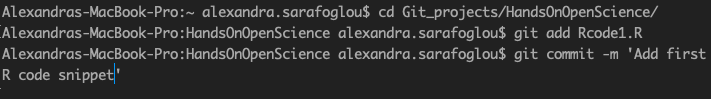 Alexandras-MacBook-Pro:~ alexandra.sarafoglou$ cd Git_projects/HandsOnOpenScience/
Alexandras-MacBook-Pro:HandsOnOpenScience alexandra.sarafoglou$ git add Rcode1.R
Alexandras-MacBook-Pro:HandsOnOpenScience alexandra.sarafoglou$ git commit -m 'Add first
R code snippet'